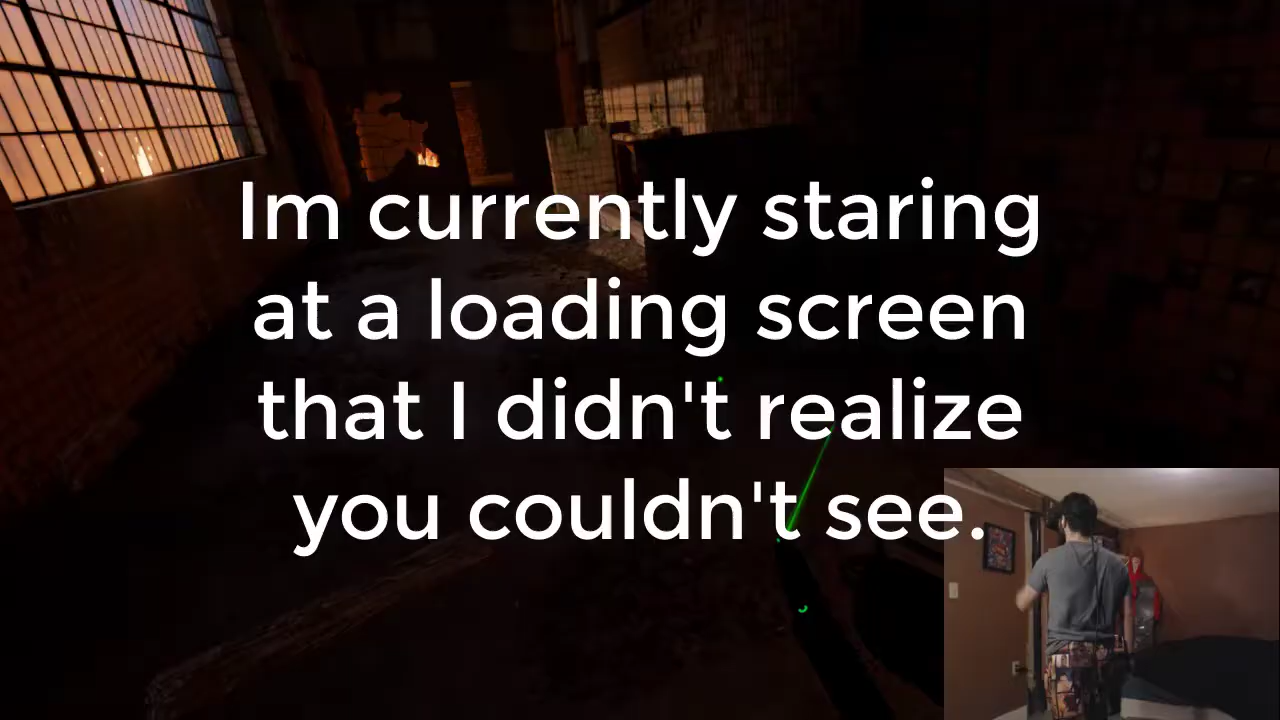 Im currently staring
at a loading screen
that I didn't realize
you couldn't see.